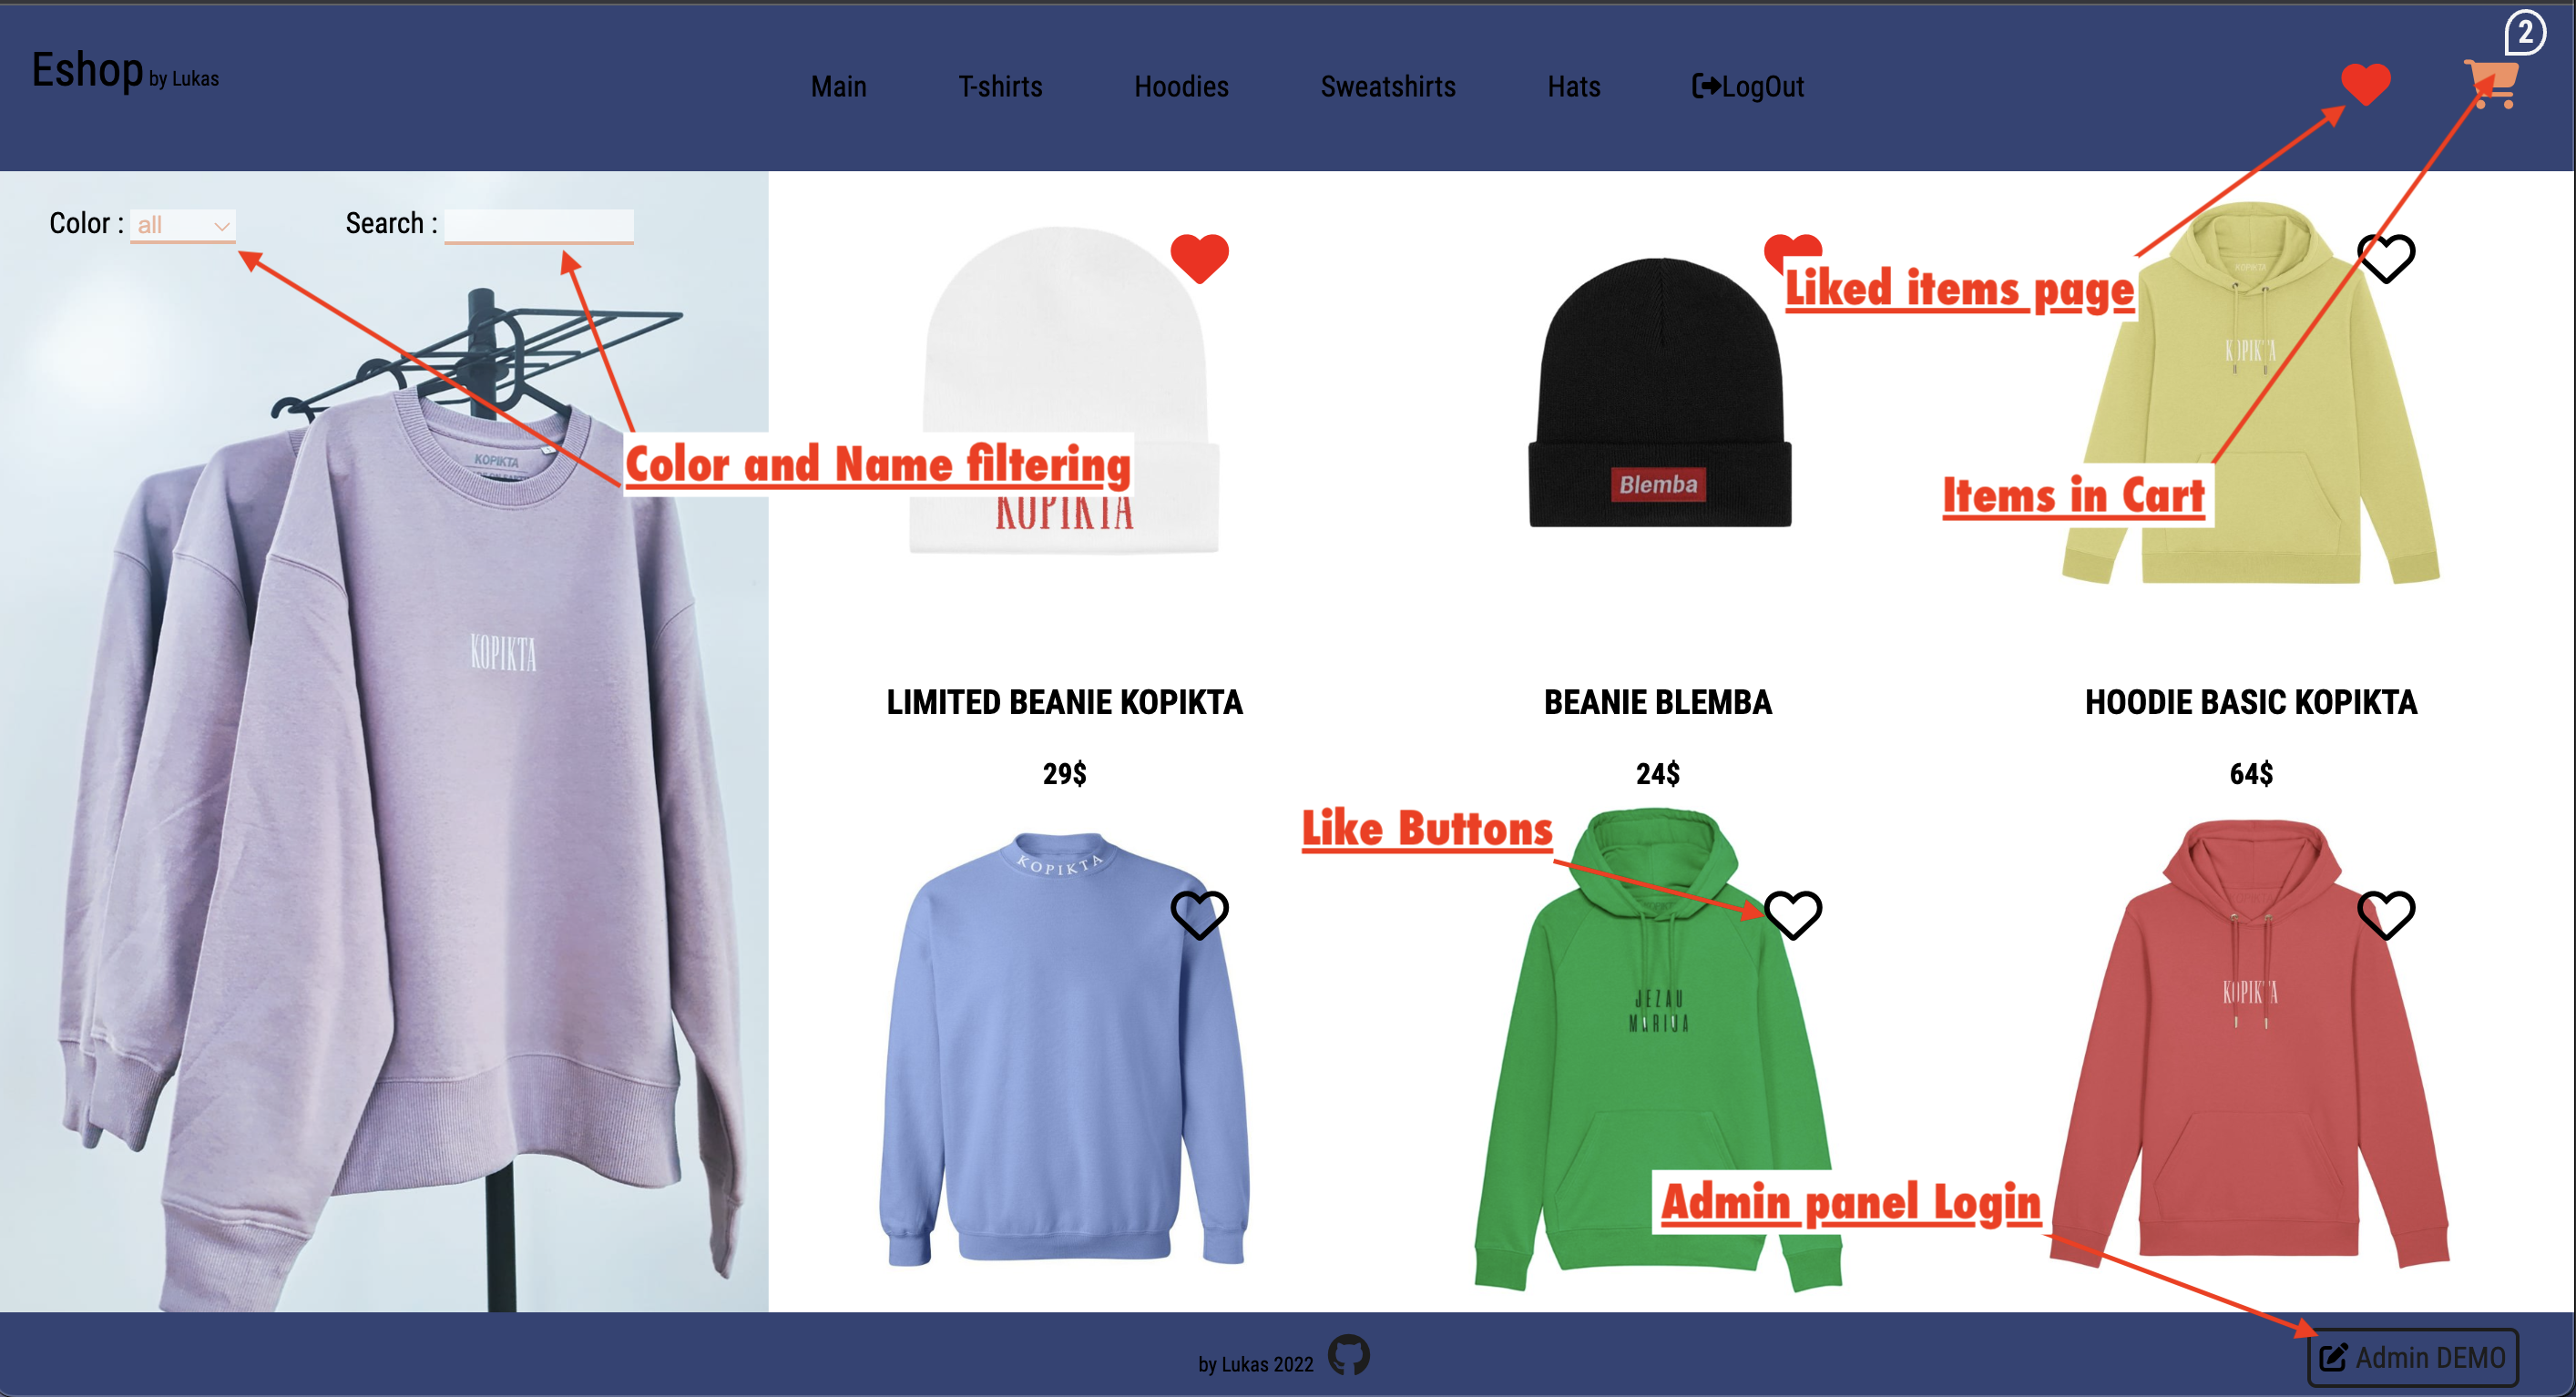 2
Eshop by Lukas
Main T-shirts Hoodies Sweatshirts Hats LogOut
Color : all Search :
Liked items page
KOPIKTA
KOPIKTA
Color and Name filtering
KOPIKTA
KOPIKTA
Blemba
Items in Cart
KOPIKTA
LIMITED BEANIE KOPIKTA
BEANIE BLEMBA
HOODIE BASIC KOPIKTA
29$
24$
64$
Like Buttons
KOPIKTA
JEZAU
MARIJA
KOPIKTA
Admin panel Login
by Lukas 2022
Admin DEMO